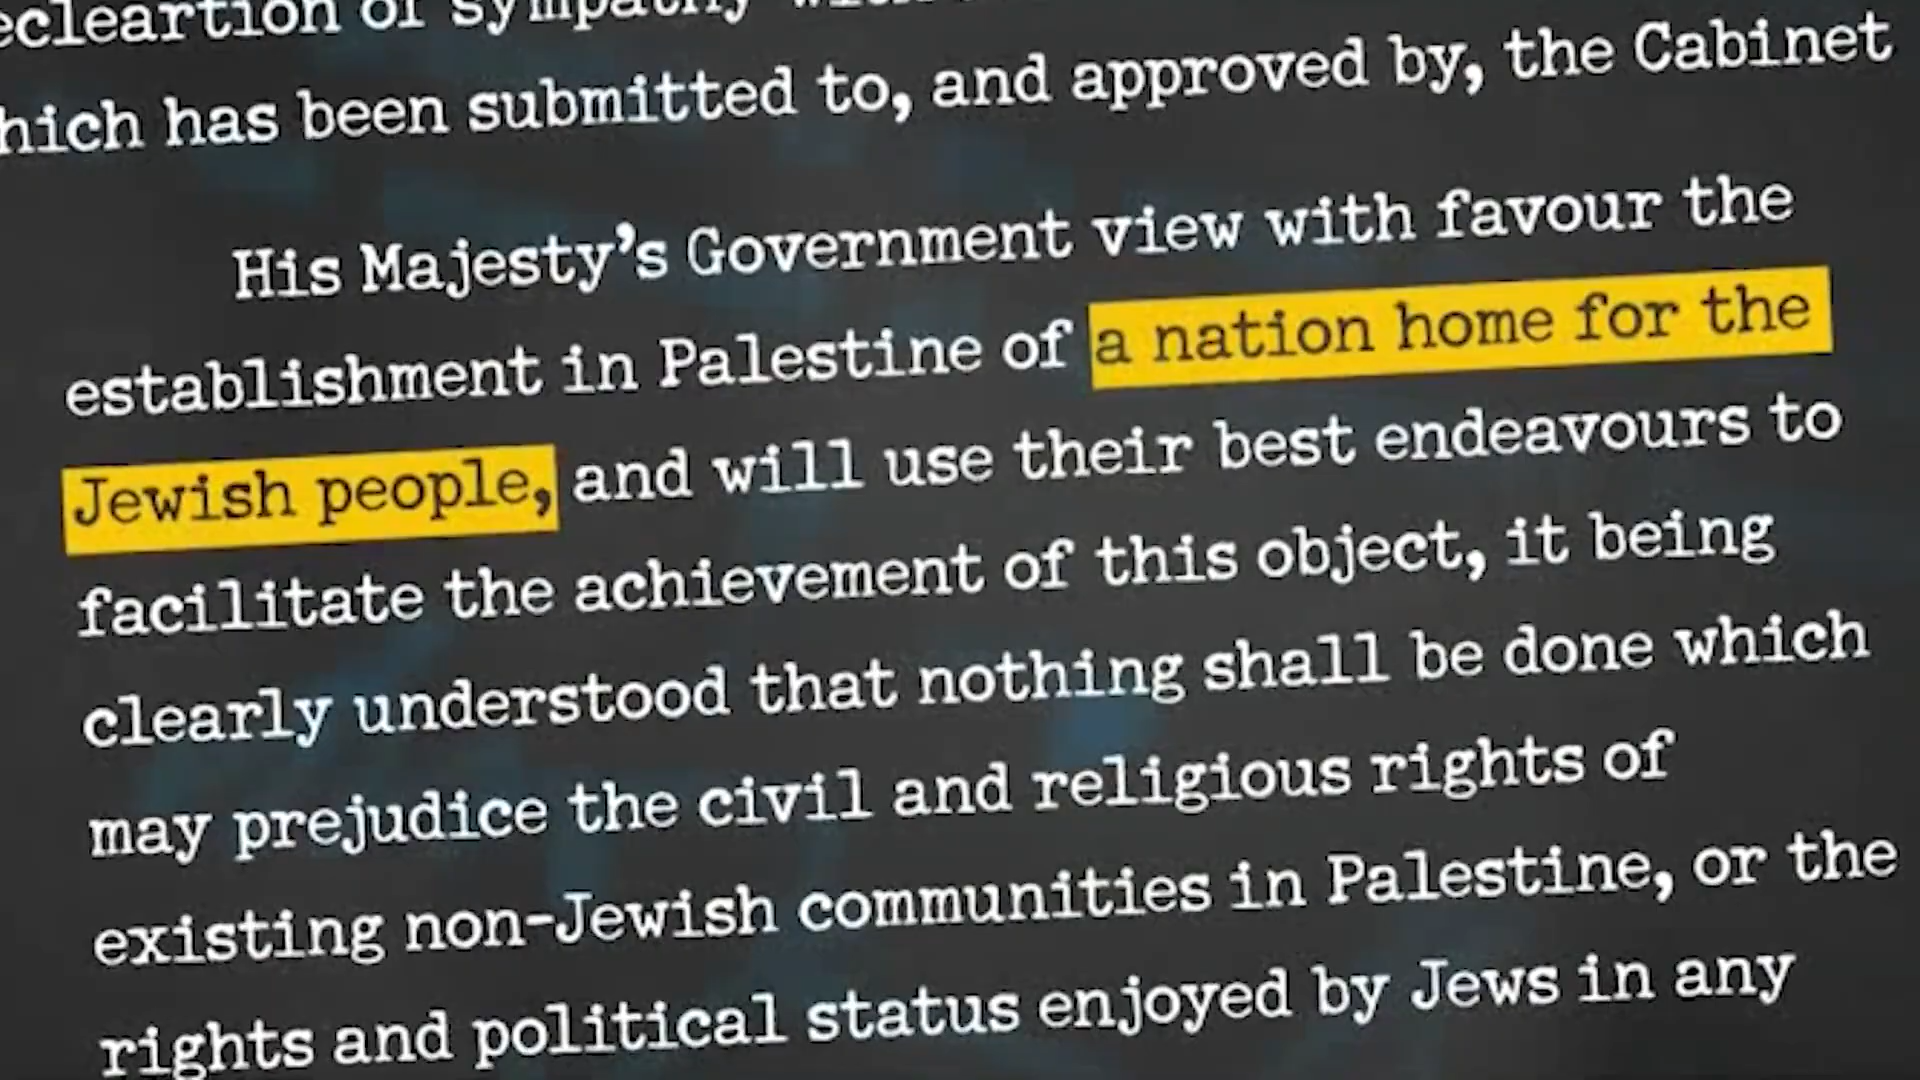 ecleartion of sympathy
hich has been submitted to, and approved by, the Cabinet
His Majesty's Government view with favour the
establishment in Palestine of a nation home for the
Jewish people, and will use their best endeavours to
facilitate the achievement of this object, it being
clearly understood that nothing shall be done which
may prejudice the civil and religious rights of
existing non-Jewish communities in Palestine, or the
rights and political status enjoyed by Jews in any